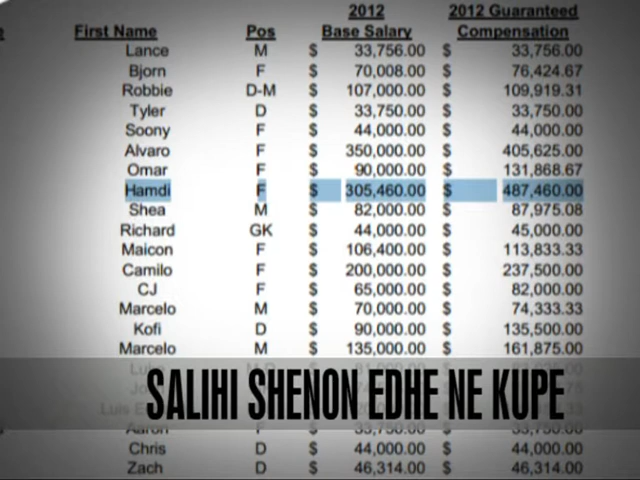 2012 2012 Guaranteed
First Name Pos Base Salary Compensation
Lance M $ 33,756.00 $ 33,756.00
Bjorn F $ 70,008.00 $ 76,424.67
Robbie D-M $ 107,000.00 $ 109,919.31
Tyler D $ 33,750.00 $ 33,750.00
Soony F $ 44,000.00 $ 44,000.00
Alvaro F $ 350,000.00 $ 405,625.00
Omar F $ 90,000.00 $ 131,868.67
Hamdi F $ 305,460.00 $ 487,460.00
Shea M $ 82,000.00 $ 87,975.08
Richard GK $ 44,000.00 $ 45,000.00
Maicon F $ 106,400.00 $ 113,833.33
Camilo F $ 200,000.00 $ 237,500.00
CJ F $ 65,000.00 $ 82,000.00
Marcelo M $ 70,000.00 $ 74,333.33
Kofi D $ 90,000.00 $ 135,500.00
Marcelo M $ 135,000.00 $ 161,875.00
SALIHI SHENON EDHE NE KUPE
Aaron F $ 33,750.00 $ 33,750.00
Chris D $ 44,000.00 $ 44,000.00
Zach D $ 46,314.00 $ 46,314.00